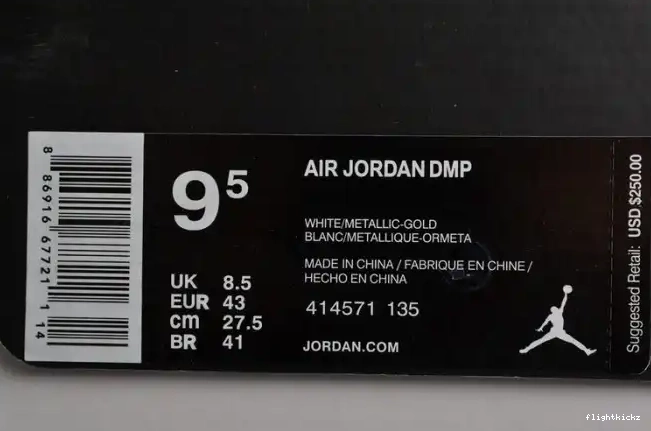 8 86916 67721 1
14
9⁵
UK 8.5
EUR 43
cm 27.5
BR 41
AIR JORDAN DMP
WHITE/METALLIC-GOLD
BLANC/METALLIQUE-ORMETA
MADE IN CHINA / FABRIQUE EN CHINE /
HECHO EN CHINA
414571 135
JORDAN.COM
Suggested Retail: USD $250.00
flightkickz